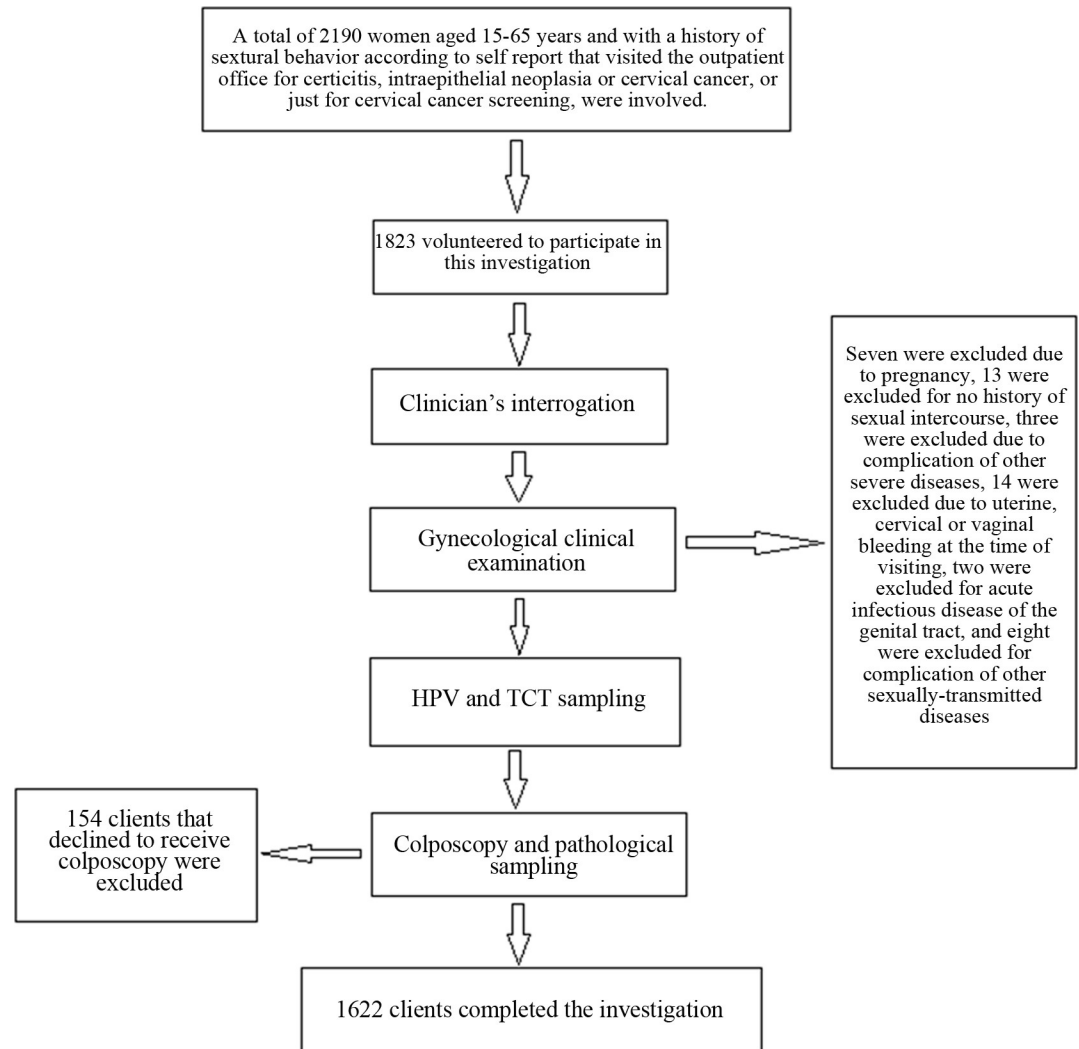 A total of 2190 women aged 15-65 years and with a history of
sextural behavior according to self report that visited the outpatient
office for certicitis, intraepithelial neoplasia or cervical cancer, or
just for cervical cancer screening, were involved.
1823 volunteered to participate in
this investigation
Clinician's interrogation
Gynecological clinical
examination
Seven were excluded due
to pregnancy, 13 were
excluded for no history of
sexual intercourse, three
were excluded due to
complication of other
severe diseases, 14 were
excluded due to uterine,
cervical or vaginal
bleeding at the time of
visiting, two were
excluded for acute
infectious disease of the
genital tract, and eight
were excluded for
complication of other
sexually-transmitted
diseases
HPV and TCT sampling
Colposcopy and pathological
sampling
154 clients that
declined to receive
colposcopy were
excluded
1622 clients completed the investigation